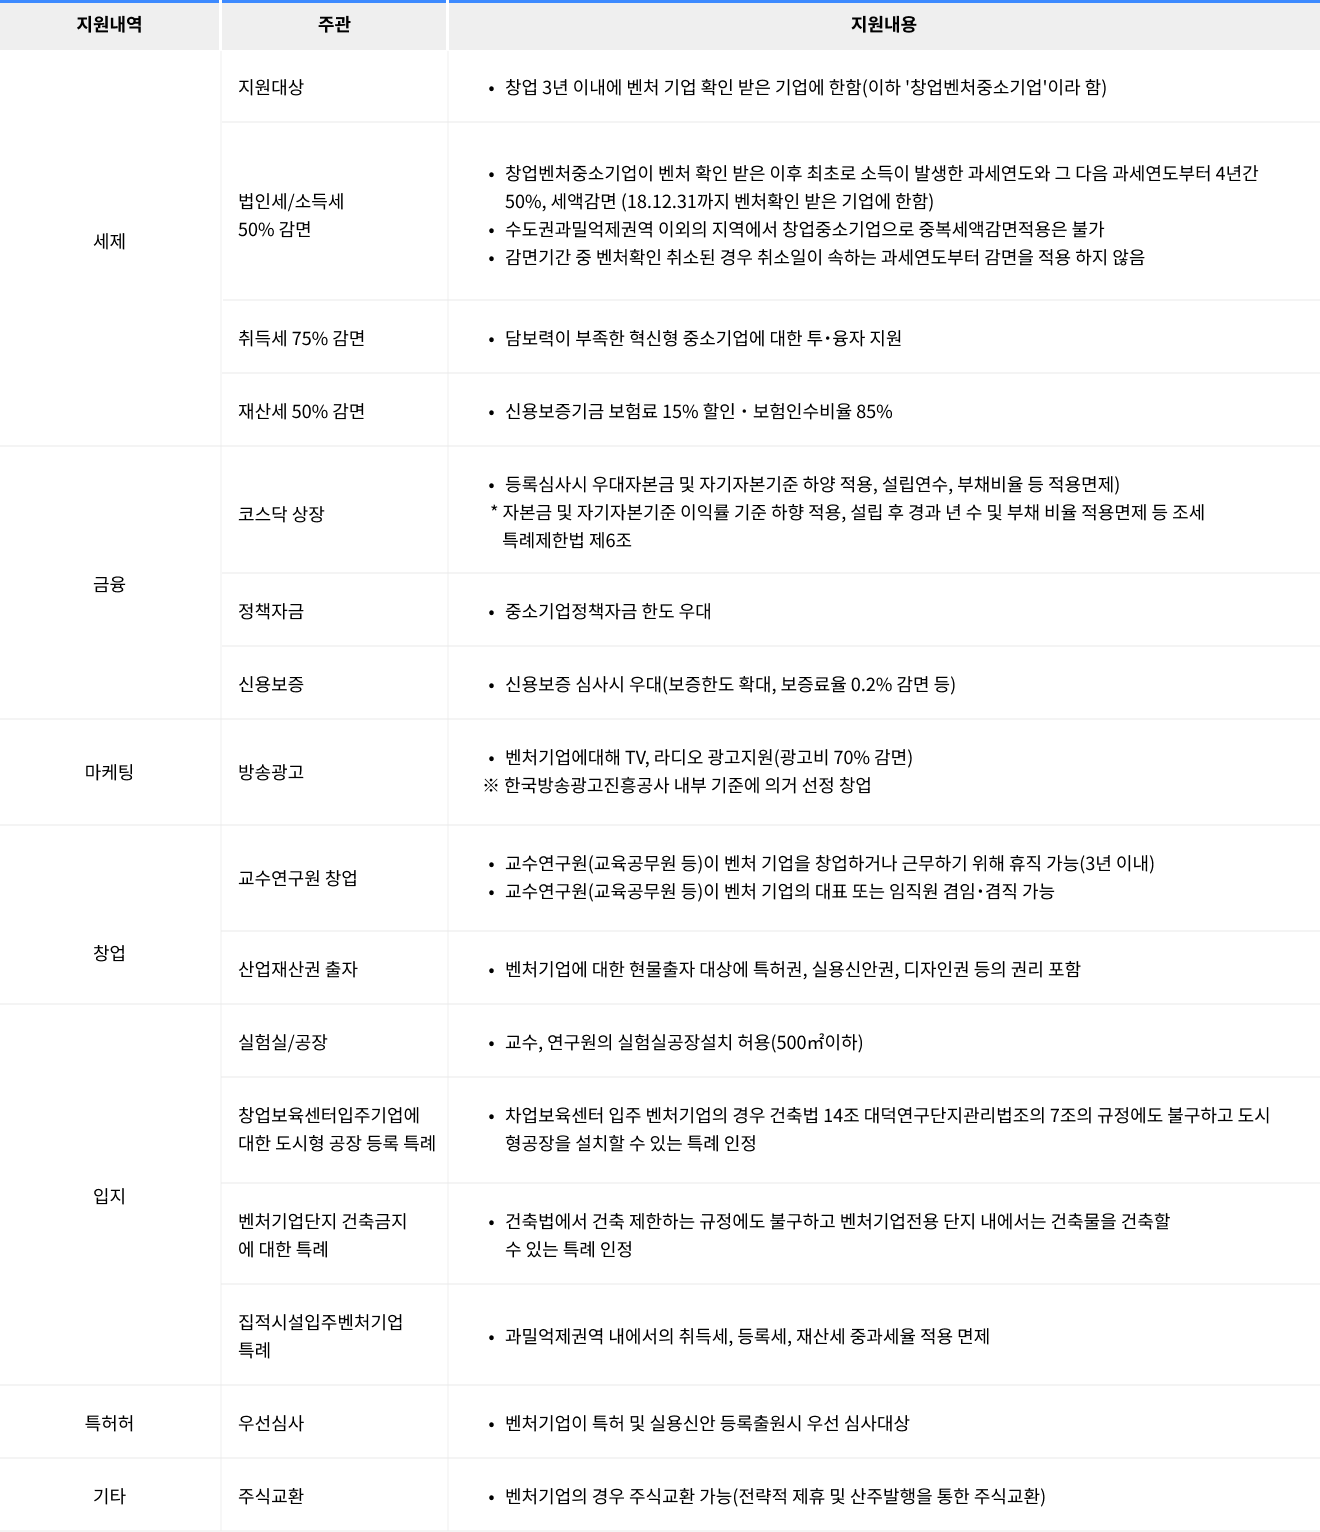 지원내역 주관 지원내용
세제
지원대상
• 창업 3년 이내에 벤처 기업 확인 받은 기업에 한함(이하 '창업벤처중소기업'이라 함)
법인세/소득세
50% 감면
• 창업벤처중소기업이 벤처 확인 받은 이후 최초로 소득이 발생한 과세연도와 그 다음 과세연도부터 4년간
50%, 세액감면 (18.12.31까지 벤처확인 받은 기업에 한함)
• 수도권과밀억제권역 이외의 지역에서 창업중소기업으로 중복세액감면적용은 불가
• 감면기간 중 벤처확인 취소된 경우 취소일이 속하는 과세연도부터 감면을 적용 하지 않음
취득세 75% 감면
• 담보력이 부족한 혁신형 중소기업에 대한 투·융자 지원
재산세 50% 감면
• 신용보증기금 보험료 15% 할인 · 보험인수비율 85%
금융
코스닥 상장
• 등록심사시 우대자본금 및 자기자본기준 하양 적용, 설립연수, 부채비율 등 적용면제)
* 자본금 및 자기자본기준 이익률 기준 하향 적용, 설립 후 경과 년 수 및 부채 비율 적용면제 등 조세
특례제한법 제6조
정책자금
• 중소기업정책자금 한도 우대
신용보증
• 신용보증 심사시 우대(보증한도 확대, 보증료율 0.2% 감면 등)
마케팅
방송광고
• 벤처기업에대해 TV, 라디오 광고지원(광고비 70% 감면)
※ 한국방송광고진흥공사 내부 기준에 의거 선정 창업
창업
교수연구원 창업
• 교수연구원(교육공무원 등)이 벤처 기업을 창업하거나 근무하기 위해 휴직 가능(3년 이내)
• 교수연구원(교육공무원 등)이 벤처 기업의 대표 또는 임직원 겸임·겸직 가능
산업재산권 출자
• 벤처기업에 대한 현물출자 대상에 특허권, 실용신안권, 디자인권 등의 권리 포함
입지
실험실/공장
• 교수, 연구원의 실험실공장설치 허용(500㎡이하)
창업보육센터입주기업에
대한 도시형 공장 등록 특례
• 차업보육센터 입주 벤처기업의 경우 건축법 14조 대덕연구단지관리법조의 7조의 규정에도 불구하고 도시
형공장을 설치할 수 있는 특례 인정
벤처기업단지 건축금지
에 대한 특례
• 건축법에서 건축 제한하는 규정에도 불구하고 벤처기업전용 단지 내에서는 건축물을 건축할
수 있는 특례 인정
집적시설입주벤처기업
특례
• 과밀억제권역 내에서의 취득세, 등록세, 재산세 중과세율 적용 면제
특허허
우선심사
• 벤처기업이 특허 및 실용신안 등록출원시 우선 심사대상
기타
주식교환
• 벤처기업의 경우 주식교환 가능(전략적 제휴 및 산주발행을 통한 주식교환)